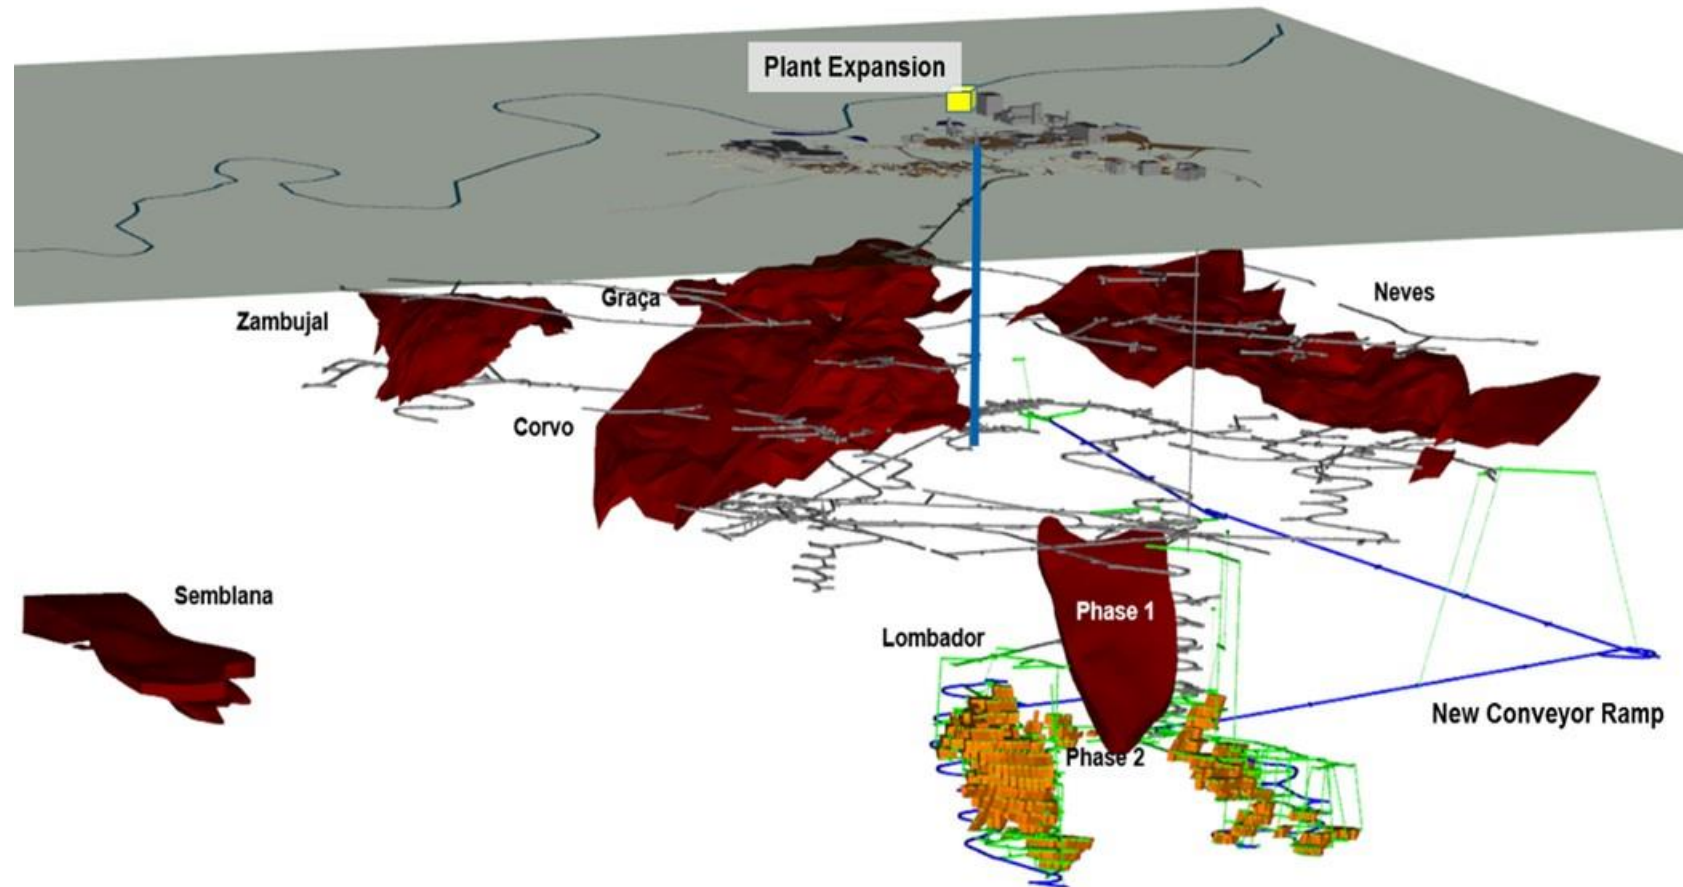 Plant Expansion
Graça
Neves
Zambujal
Corvo
Semblana
Phase 1
Lombador
New Conveyor Ramp
Phase 2